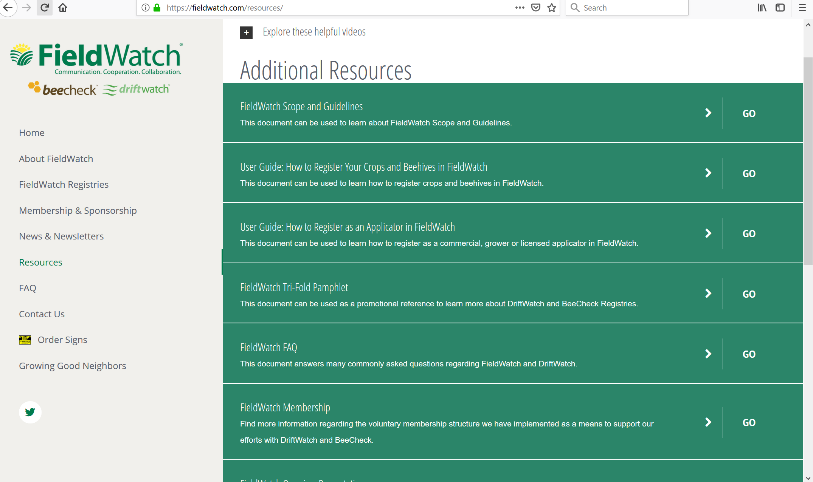 https://fieldwatch.com/resources/
Search
FieldWatch®
Communication. Cooperation. Collaboration.
beecheck™ driftwatch™
Home
About FieldWatch
FieldWatch Registries
Membership & Sponsorship
News & Newsletters
Resources
FAQ
Contact Us
Order Signs
Growing Good Neighbors
Explore these helpful videos
Additional Resources
FieldWatch Scope and Guidelines
This document can be used to learn about FieldWatch Scope and Guidelines.
GO
User Guide: How to Register Your Crops and Beehives in FieldWatch
This document can be used to learn how to register crops and beehives in FieldWatch.
GO
User Guide: How to Register as an Applicator in FieldWatch
This document can be used to learn how to register as a commercial, grower or licensed applicator in FieldWatch.
GO
FieldWatch Tri-Fold Pamphlet
This document can be used as a promotional reference to learn more about DriftWatch and BeeCheck Registries.
GO
FieldWatch FAQ
This document answers many commonly asked questions regarding FieldWatch and DriftWatch.
GO
FieldWatch Membership
Find more information regarding the voluntary membership structure we have implemented as a means to support our
efforts with DriftWatch and BeeCheck.
GO